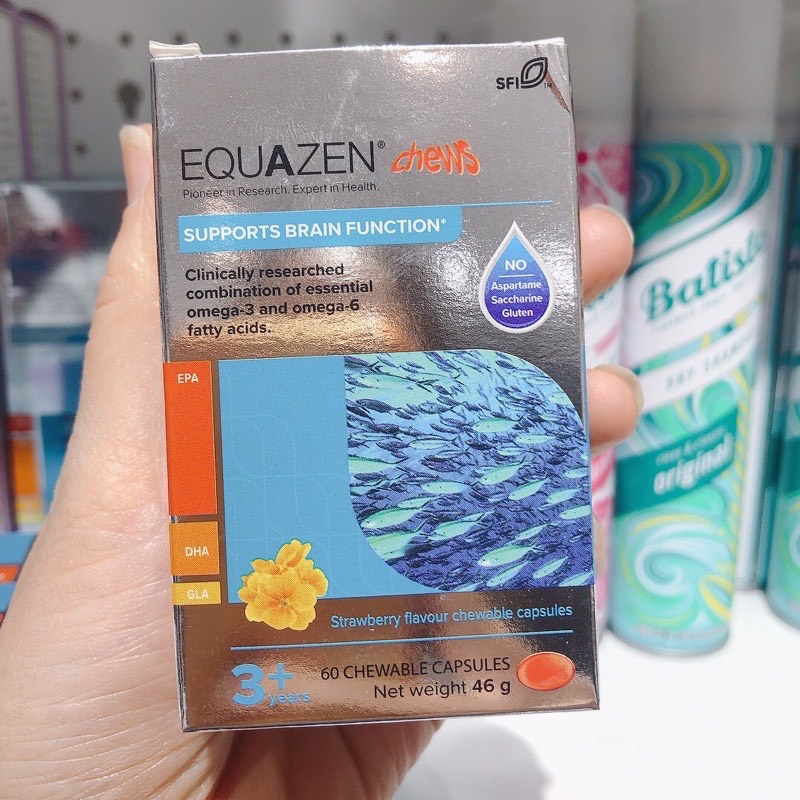 SFI
EQUAZEN® chews
Pioneer in Research. Expert in Health.
SUPPORTS BRAIN FUNCTION*
Clinically researched
combination of essential
omega-3 and omega-6
fatty acids.
NO
Aspartame
Saccharine
Gluten
EPA
DHA
GLA
Strawberry flavour chewable capsules
3+
years
60 CHEWABLE CAPSULES
Net weight 46 g
Batiste
DRY SHAMPOO
original